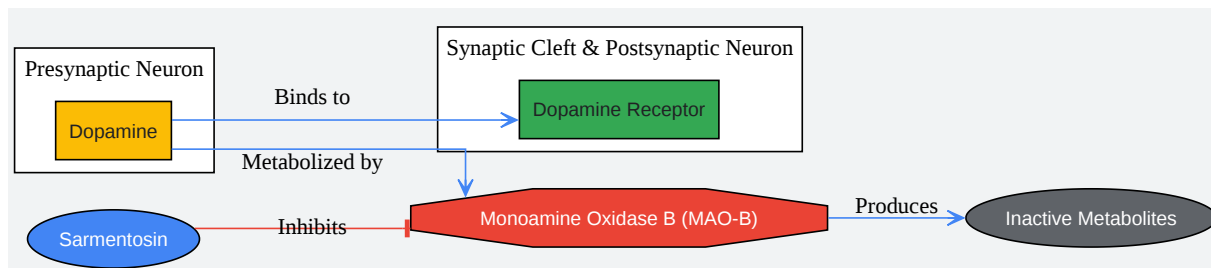 Synaptic Cleft & Postsynaptic Neuron
Presynaptic Neuron
Binds to
Dopamine Receptor
Dopamine
Metabolized by
Produces
Monoamine Oxidase B (MAO-B)
Inactive Metabolites
Inhibits
Sarmentosin